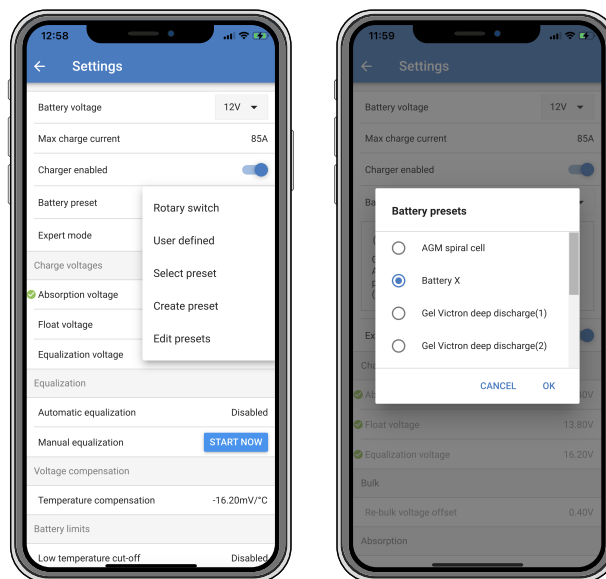 12:58
Settings
Battery voltage 12V
Max charge current 85A
Charger enabled
Battery preset
Rotary switch
Expert mode
User defined
Charge voltages
Select preset
Absorption voltage
Create preset
Float voltage
Edit presets
Equalization voltage
Equalization
Automatic equalization Disabled
Manual equalization START NOW
Voltage compensation
Temperature compensation -16.20mV/°C
Battery limits
Low temperature cut-off Disabled
11:59
Settings
Battery voltage 12V
Max charge current 85A
Charger enabled
Ba
Battery presets
AGM spiral cell
Battery X
Gel Victron deep discharge(1)
Ex
Gel Victron deep discharge(2)
Cha
CANCEL OK
Float voltage 13.80V
Equalization voltage 16.20V
Bulk
Re-bulk voltage offset 0.40V
Absorption